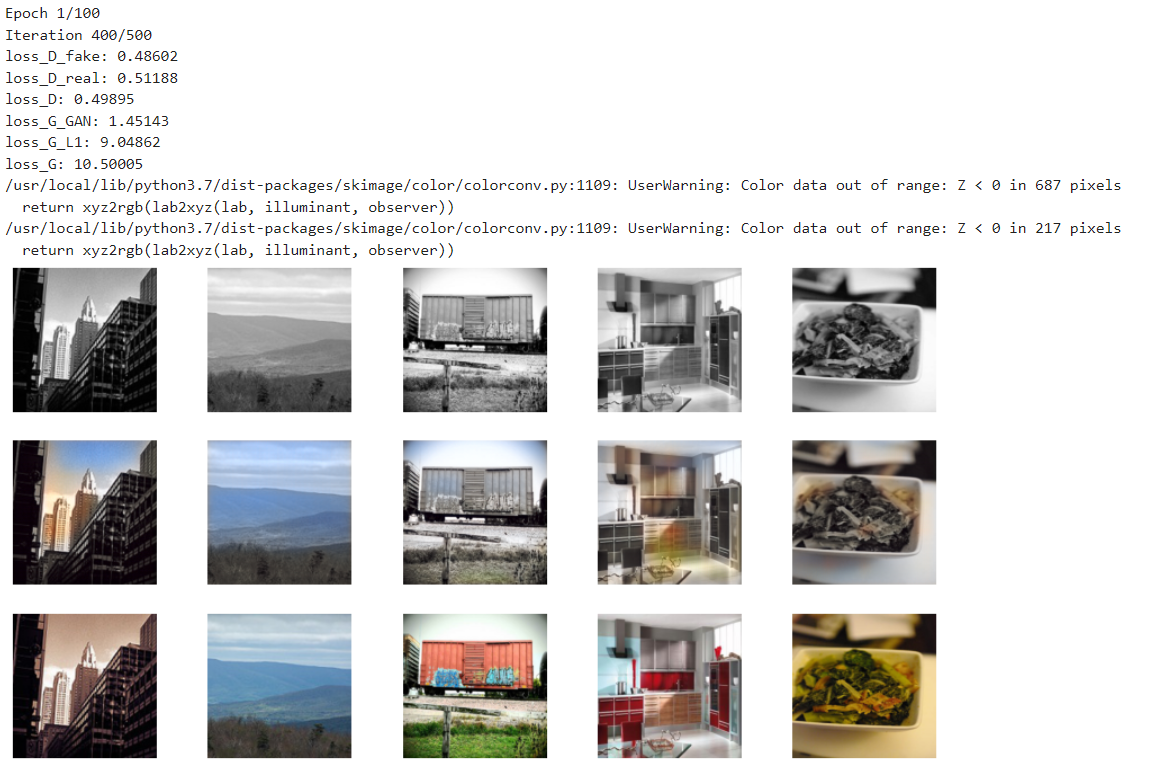 Epoch 1/100
Iteration 400/500
loss_D_fake: 0.48602
loss_D_real: 0.51188
loss_D: 0.49895
loss_G_GAN: 1.45143
loss_G_L1: 9.04862
loss_G: 10.50005
/usr/local/lib/python3.7/dist-packages/skimage/color/colorconv.py:1109: UserWarning: Color data out of range: Z < 0 in 687 pixels
  return xyz2rgb(lab2xyz(lab, illuminant, observer))
/usr/local/lib/python3.7/dist-packages/skimage/color/colorconv.py:1109: UserWarning: Color data out of range: Z < 0 in 217 pixels
  return xyz2rgb(lab2xyz(lab, illuminant, observer))